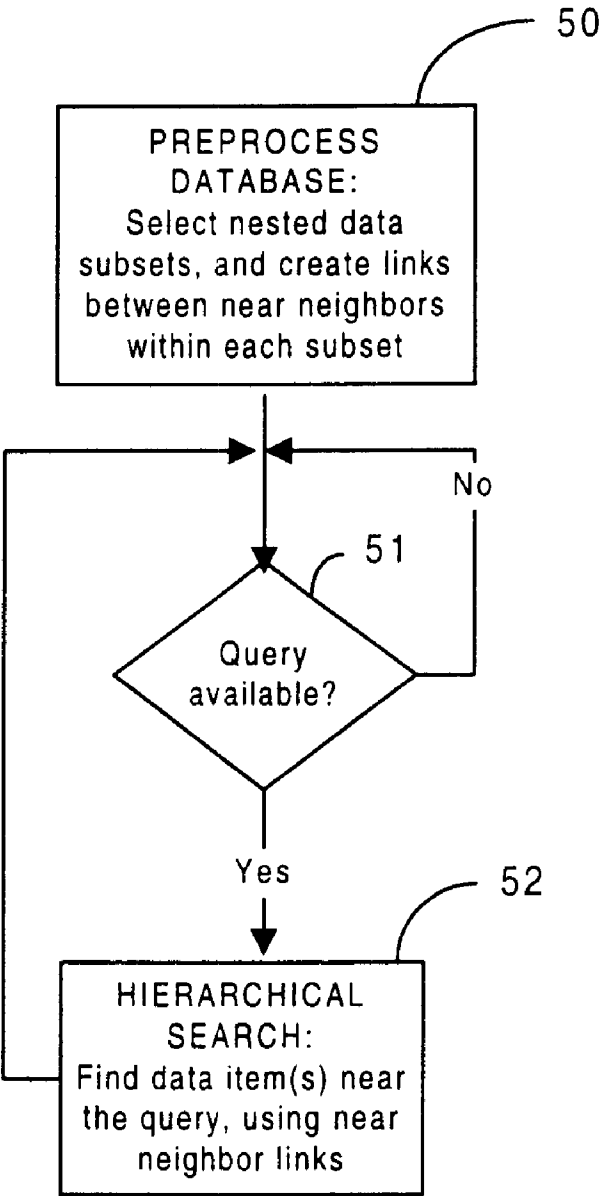 50
PREPROCESS
DATABASE:
Select nested data
subsets, and create links
between near neighbors
within each subset
No
51
Query
available?
Yes
52
HIERARCHICAL
SEARCH:
Find data item(s) near
the query, using near
neighbor links